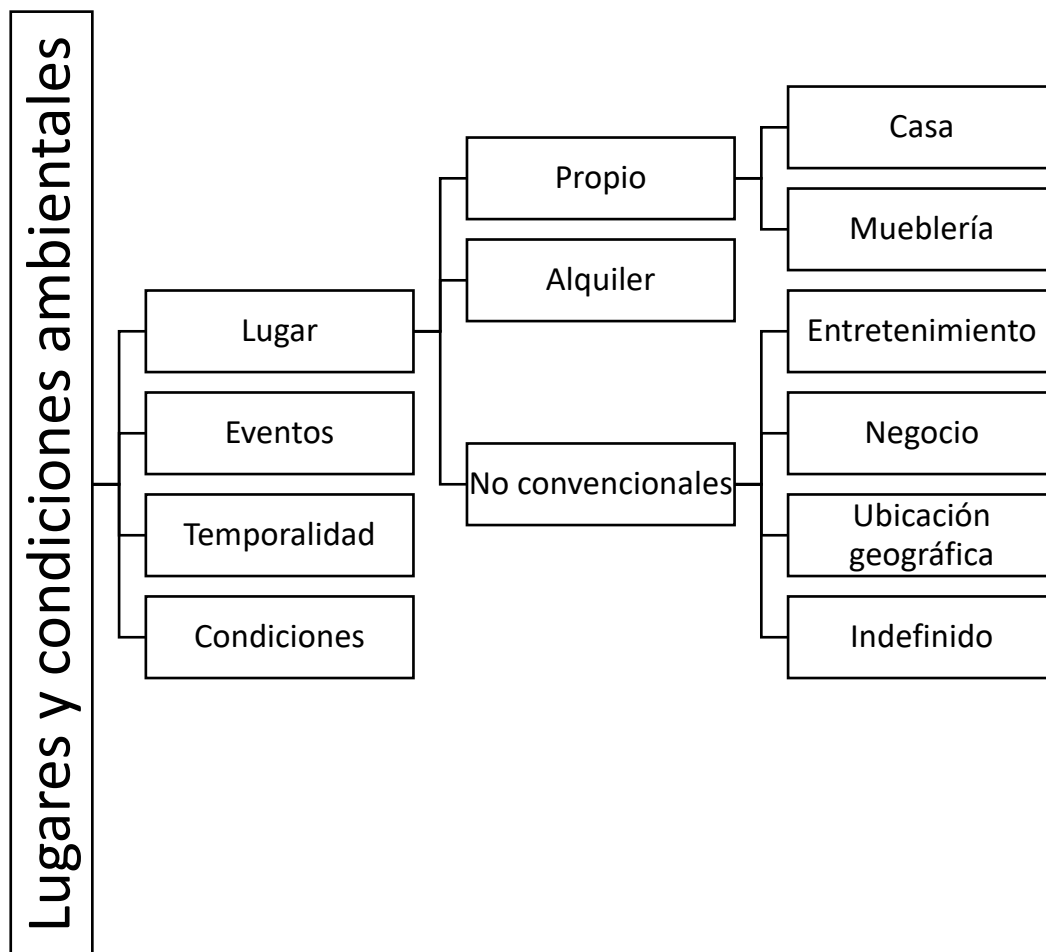 Lugares y condiciones ambientales
Lugar
Propio
Casa
Mueblería
Alquiler
No convencionales
Entretenimiento
Negocio
Ubicación
geográfica
Indefinido
Eventos
Temporalidad
Condiciones